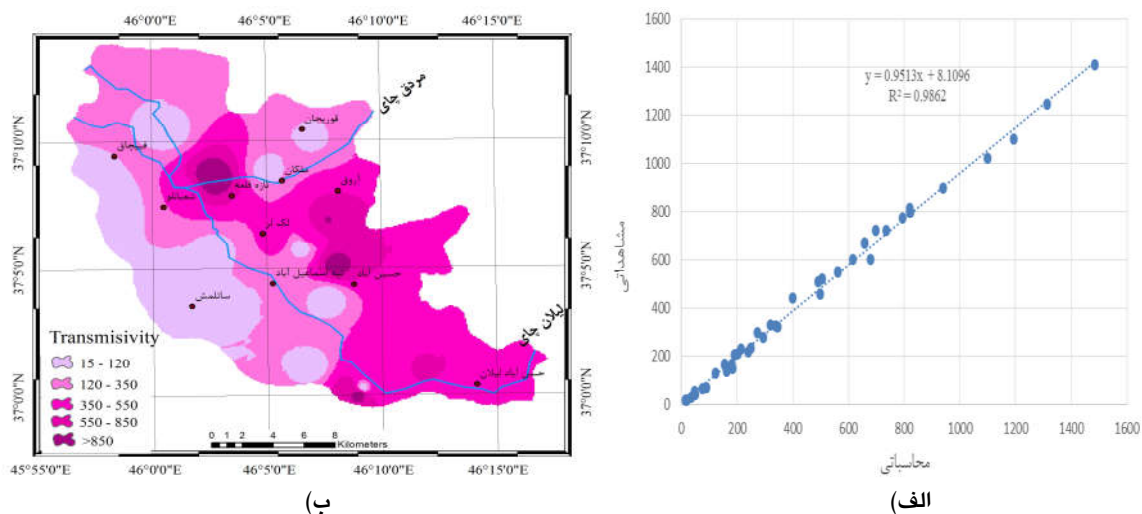 46°0'0"E
46°5'0"E
46°10'0"E
46°15'0"E
37°10'0"N
37°5'0"N
37°0'0"N
37°10'0"N
37°5'0"N
37°0'0"N
مردق چای
قوریجان
قپچاق
ملکان
تازه قلعه
اروق
شعبانلو
لک لر
تپه اسماعیل آباد
حسین آباد
سانلمش
لیلان چای
حسن آباد لیلان
Transmisivity
15 - 120
120 - 350
350 - 550
550 - 850
>850
0 1 2 4 6 8
Kilometers
45°55'0"E
46°0'0"E
46°5'0"E
46°10'0"E
46°15'0"E
ب)
1600
1400
1200
1000
800
600
400
200
0
y = 0.9513x + 8.1096
R² = 0.9862
مشاهداتی
0 200 400 600 800 1000 1200 1400 1600
محاسباتی
الف)